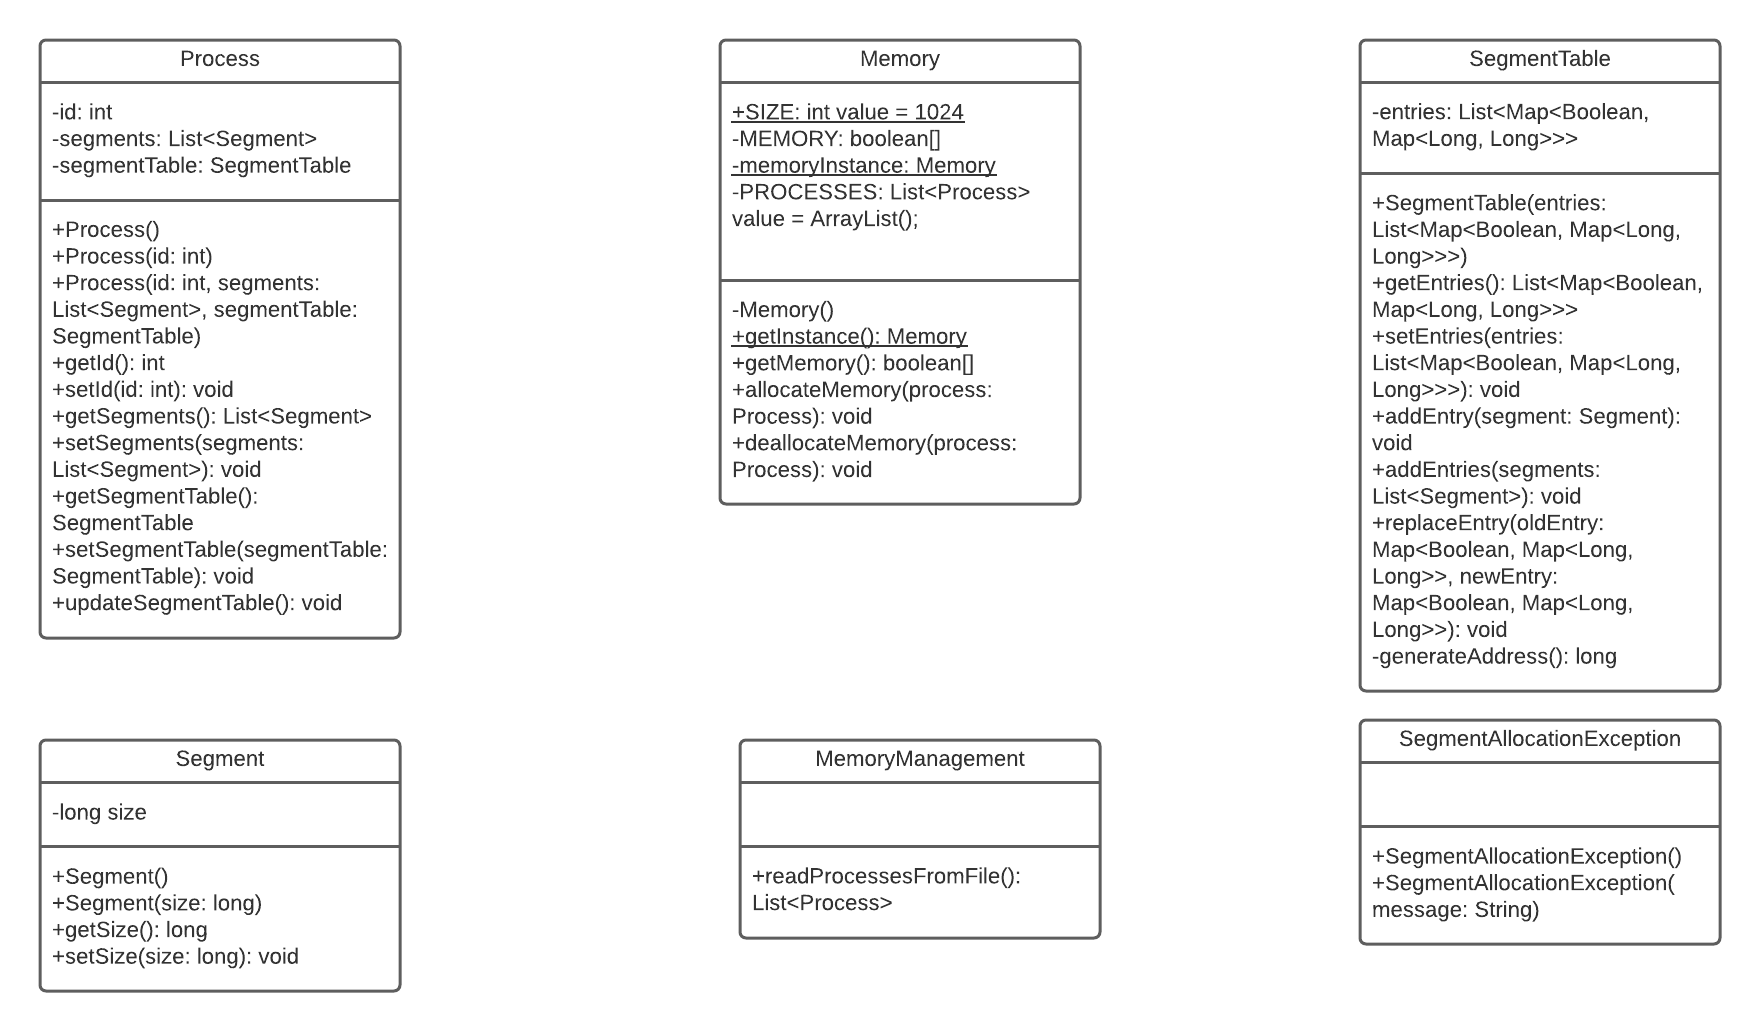 Process
-id: int
-segments: List<Segment>
-segmentTable: SegmentTable
+Process()
+Process(id: int)
+Process(id: int, segments:
List<Segment>, segmentTable:
SegmentTable)
+getId(): int
+setId(id: int): void
+getSegments(): List<Segment>
+setSegments(segments:
List<Segment>): void
+getSegmentTable():
SegmentTable
+setSegmentTable(segmentTable:
SegmentTable): void
+updateSegmentTable(): void
Memory
+SIZE: int value = 1024
-MEMORY: boolean[]
-memoryInstance: Memory
-PROCESSES: List<Process>
value = ArrayList();
-Memory()
+getInstance(): Memory
+getMemory(): boolean[]
+allocateMemory(process:
Process): void
+deallocateMemory(process:
Process): void
SegmentTable
-entries: List<Map<Boolean,
Map<Long, Long>>>
+SegmentTable(entries:
List<Map<Boolean, Map<Long,
Long>>>)
+getEntries(): List<Map<Boolean,
Map<Long, Long>>>
+setEntries(entries:
List<Map<Boolean, Map<Long,
Long>>>): void
+addEntry(segment: Segment):
void
+addEntries(segments:
List<Segment>): void
+replaceEntry(oldEntry:
Map<Boolean, Map<Long,
Long>>, newEntry:
Map<Boolean, Map<Long,
Long>>): void
-generateAddress(): long
Segment
-long size
+Segment()
+Segment(size: long)
+getSize(): long
+setSize(size: long): void
MemoryManagement
+readProcessesFromFile():
List<Process>
SegmentAllocationException
+SegmentAllocationException()
+SegmentAllocationException(
message: String)